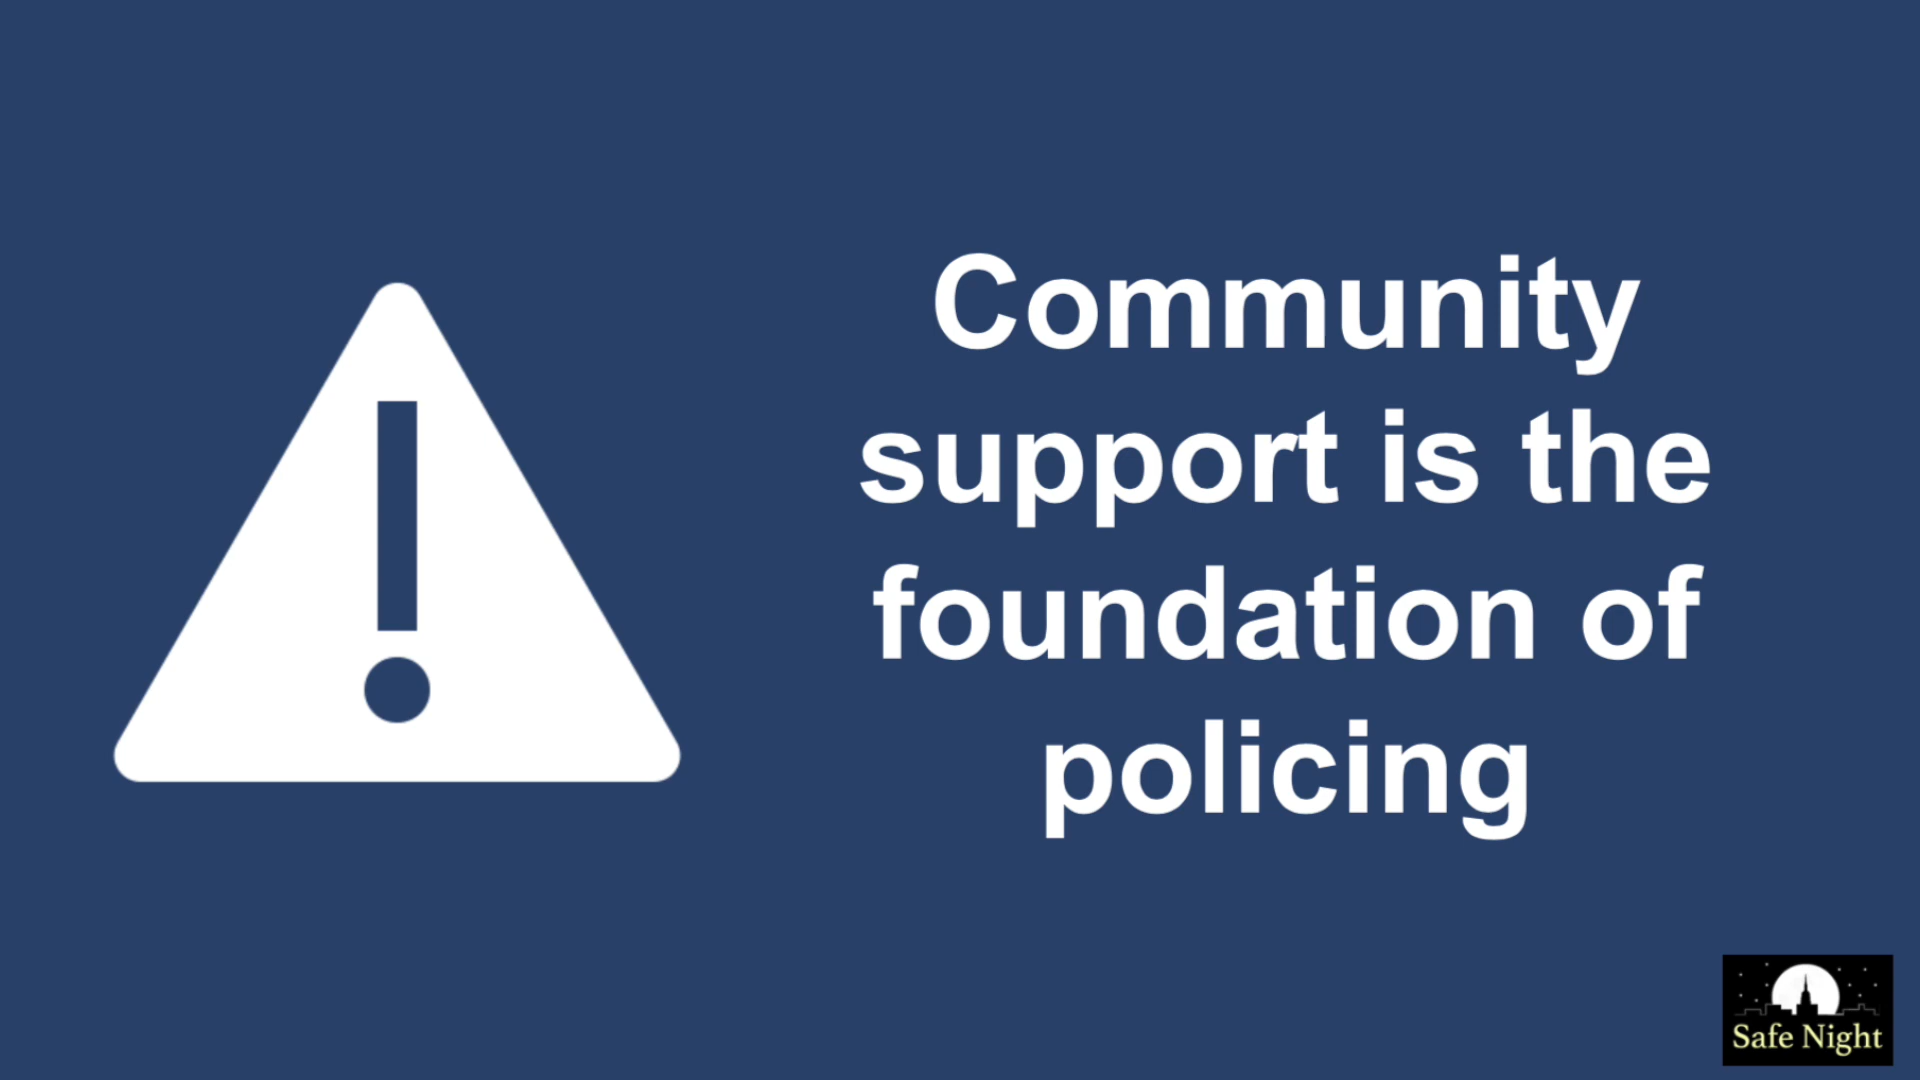 Community
support is the
foundation of
policing
Safe Night